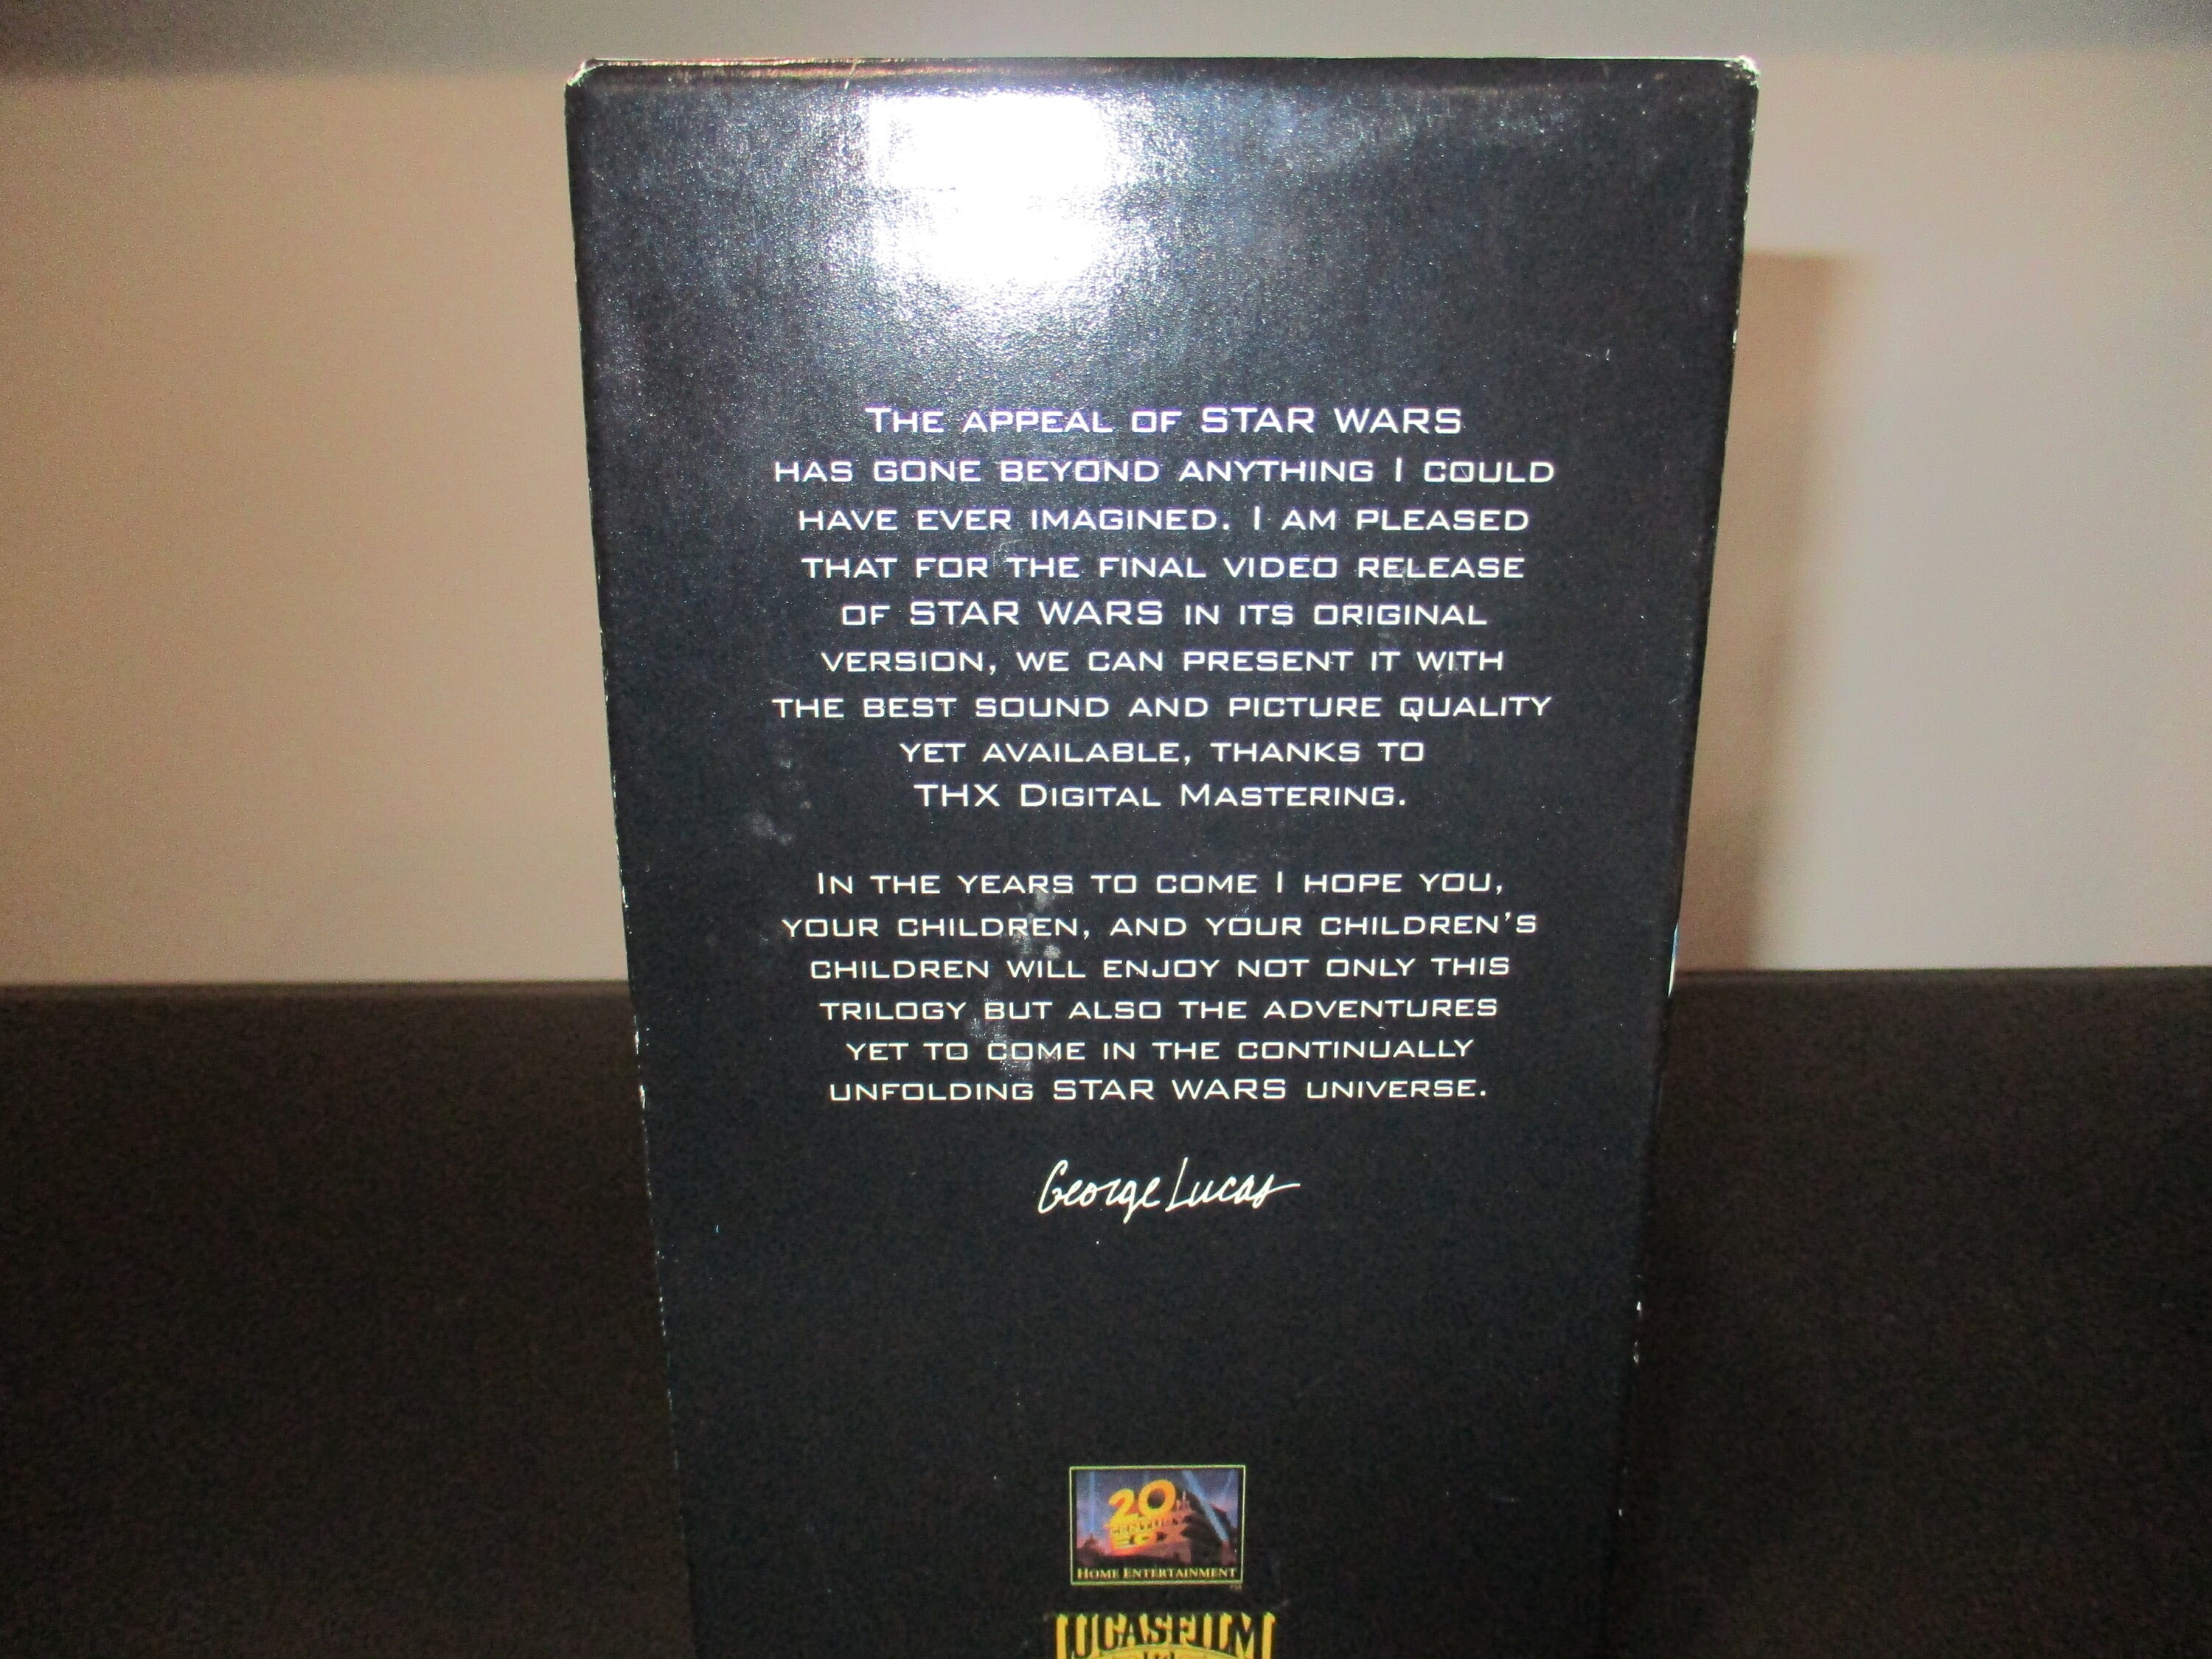 The appeal of STAR WARS
has gone beyond anything I could
have ever imagined. I am pleased
that for the final video release
of STAR WARS in its original
version, we can present it with
the best sound and picture quality
yet available, thanks to
THX Digital Mastering.
In the years to come I hope you,
your children, and your children's
children will enjoy not only this
trilogy but also the adventures
yet to come in the continually
unfolding STAR WARS universe.
George Lucas
20th
CENTURY
FOX
HOME ENTERTAINMENT
LUCASFILM